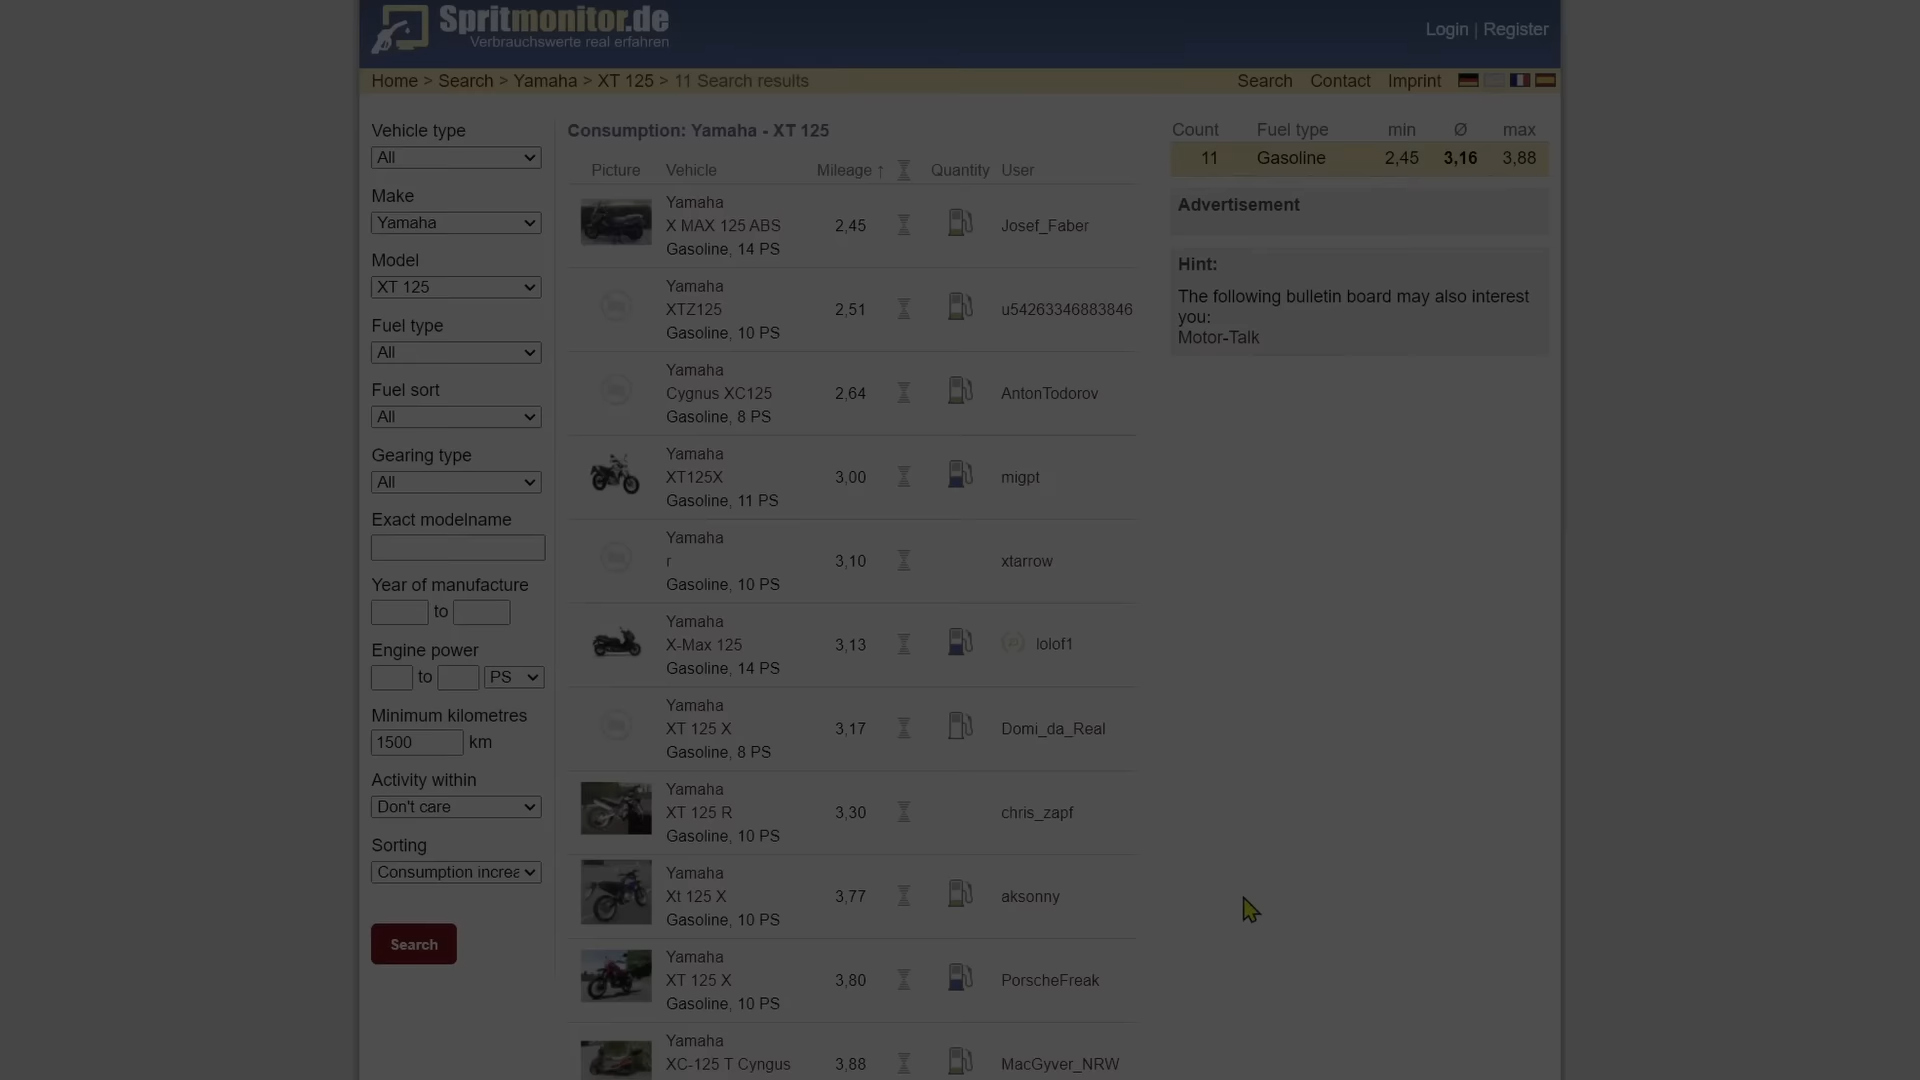 Spritmonitor.de
Verbrauchswerte real erfahren
Login | Register
Home > Search > Yamaha > XT 125 > 11 Search results
Search Contact Imprint
Vehicle type
All
Make
Yamaha
Model
XT 125
Fuel type
All
Fuel sort
All
Gearing type
All
Exact modelname
Year of manufacture
to
Engine power
to PS
Minimum kilometres
1500 km
Activity within
Don't care
Sorting
Consumption increa
Search
Consumption: Yamaha - XT 125
Picture Vehicle Mileage ↑ Quantity User
Yamaha
X MAX 125 ABS 2,45 Josef_Faber
Gasoline, 14 PS
Yamaha
XTZ125 2,51 u54263346883846
Gasoline, 10 PS
Yamaha
Cygnus XC125 2,64 AntonTodorov
Gasoline, 8 PS
Yamaha
XT125X 3,00 migpt
Gasoline, 11 PS
Yamaha
r 3,10 xtarrow
Gasoline, 10 PS
Yamaha
X-Max 125 3,13 lolof1
Gasoline, 14 PS
Yamaha
XT 125 X 3,17 Domi_da_Real
Gasoline, 8 PS
Yamaha
XT 125 R 3,30 chris_zapf
Gasoline, 10 PS
Yamaha
Xt 125 X 3,77 aksonny
Gasoline, 10 PS
Yamaha
XT 125 X 3,80 PorscheFreak
Gasoline, 10 PS
Yamaha
XC-125 T Cyngus 3,88 MacGyver_NRW
Count Fuel type min Ø max
11 Gasoline 2,45 3,16 3,88
Advertisement
Hint:
The following bulletin board may also interest
you:
Motor-Talk